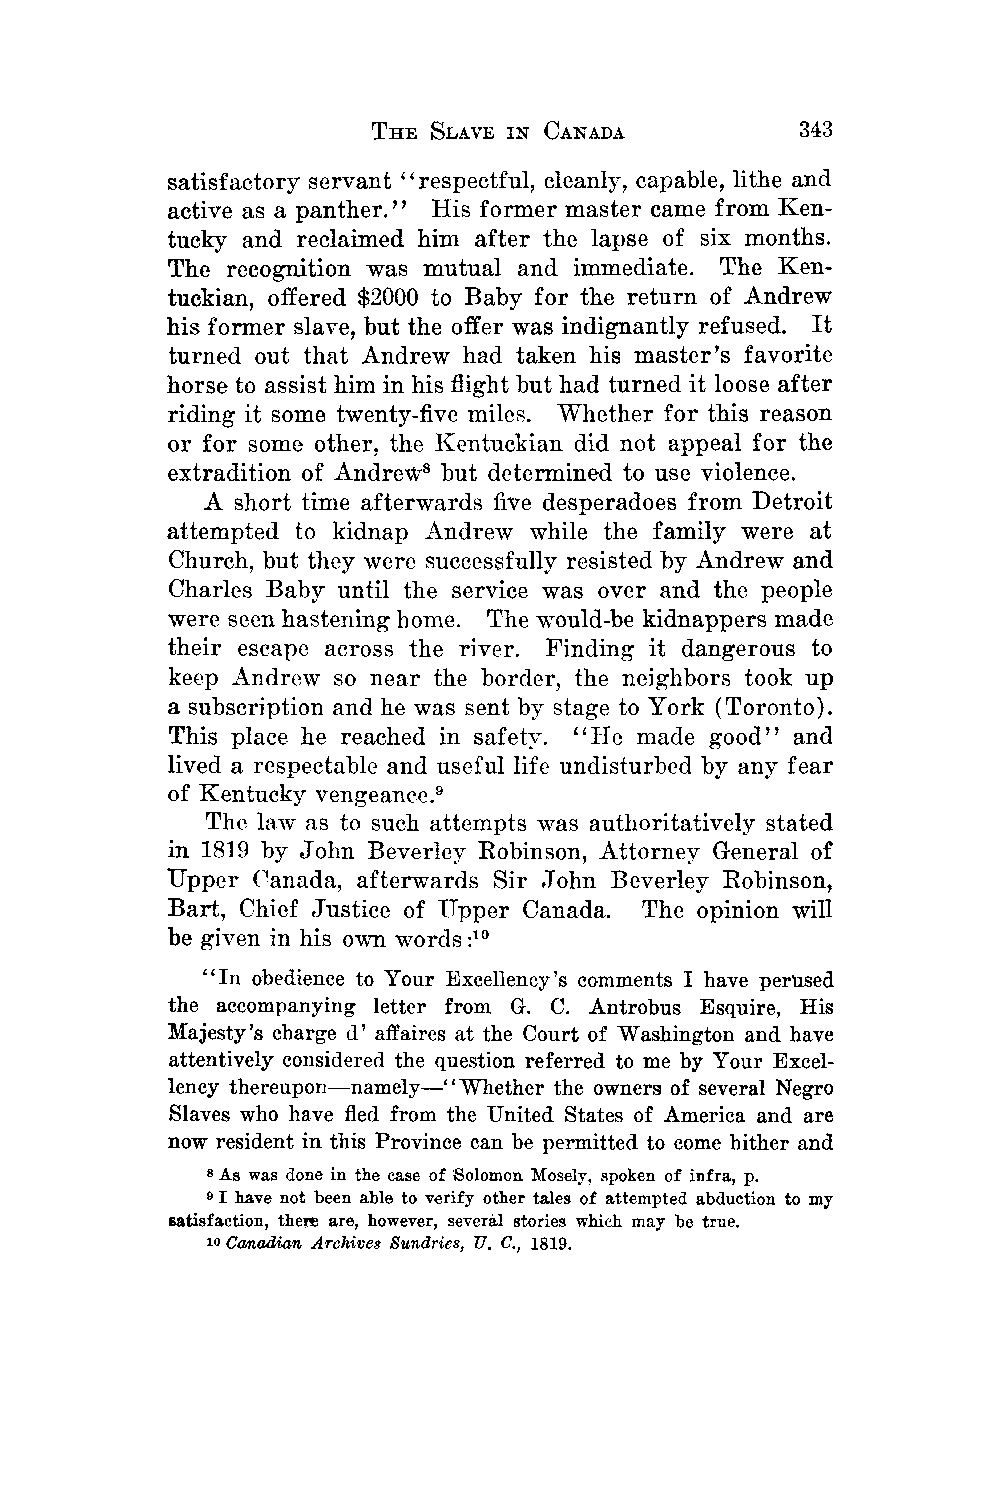 THE SLAVE IN CANADA 343
satisfactory servant "respectful, cleanly, capable, lithe and
active as a panther." His former master came from Ken-
tucky and reclaimed him after the lapse of six months.
The recognition was mutual and immediate. The Ken-
tuckian, offered $2000 to Baby for the return of Andrew
his former slave, but the offer was indignantly refused. It
turned out that Andrew had taken his master's favorite
horse to assist him in his flight but had turned it loose after
riding it some twenty-five miles. Whether for this reason
or for some other, the Kentuckian did not appeal for the
extradition of Andrew⁸ but determined to use violence.
A short time afterwards five desperadoes from Detroit
attempted to kidnap Andrew while the family were at
Church, but they were successfully resisted by Andrew and
Charles Baby until the service was over and the people
were seen hastening home. The would-be kidnappers made
their escape across the river. Finding it dangerous to
keep Andrew so near the border, the neighbors took up
a subscription and he was sent by stage to York (Toronto).
This place he reached in safety. "He made good" and
lived a respectable and useful life undisturbed by any fear
of Kentucky vengeance.⁹
The law as to such attempts was authoritatively stated
in 1819 by John Beverley Robinson, Attorney General of
Upper Canada, afterwards Sir John Beverley Robinson,
Bart, Chief Justice of Upper Canada. The opinion will
be given in his own words:¹⁰
"In obedience to Your Excellency's comments I have perused
the accompanying letter from G. C. Antrobus Esquire, His
Majesty's charge d' affaires at the Court of Washington and have
attentively considered the question referred to me by Your Excel-
lency thereupon—namely—"Whether the owners of several Negro
Slaves who have fled from the United States of America and are
now resident in this Province can be permitted to come hither and
⁸ As was done in the case of Solomon Mosely, spoken of infra, p.
⁹ I have not been able to verify other tales of attempted abduction to my
satisfaction, there are, however, several stories which may be true.
¹⁰ Canadian Archives Sundries, U. C., 1819.